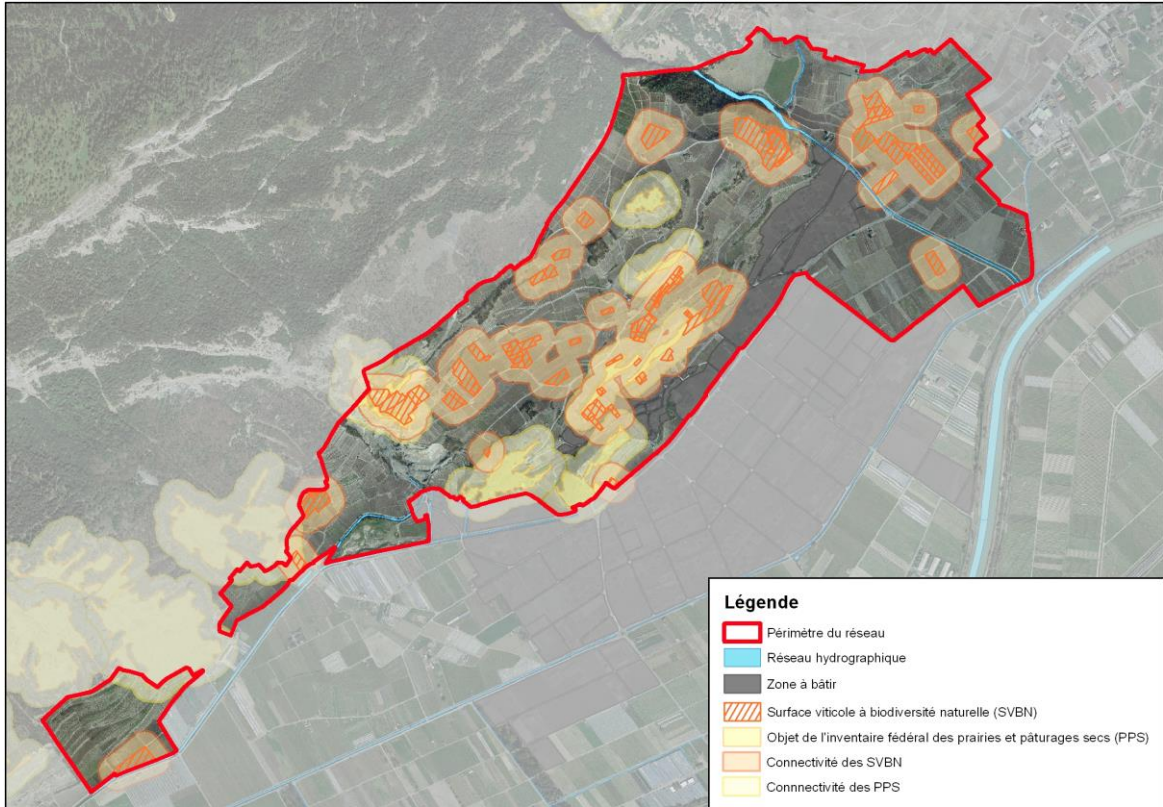 Légende
Périmètre du réseau
Réseau hydrographique
Zone à bâtir
Surface viticole à biodiversité naturelle (SVBN)
Objet de l'inventaire fédéral des prairies et pâturages secs (PPS)
Connectivité des SVBN
Connnectivité des PPS